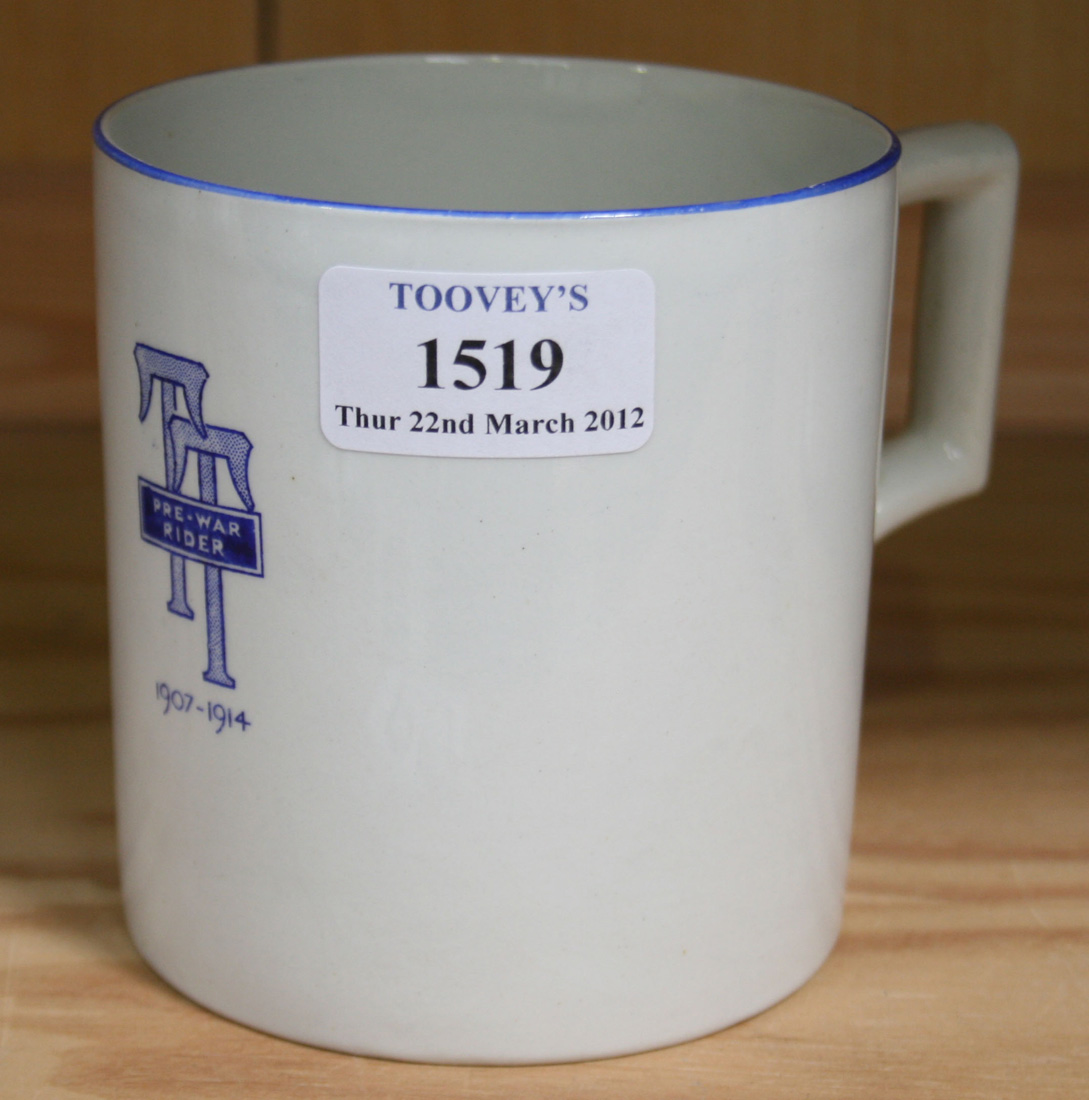 TOOVEY'S
1519
Thur 22nd March 2012
TT
PRE-WAR
RIDER
1907-1914